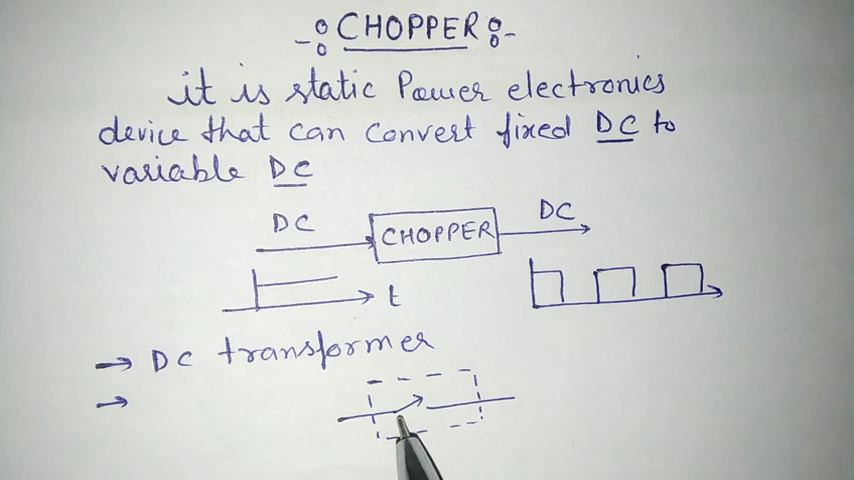 CHOPPER
it is static Power electronics
device that can convert fixed DC to
variable DC
DC CHOPPER DC
t
→ DC transformer
→